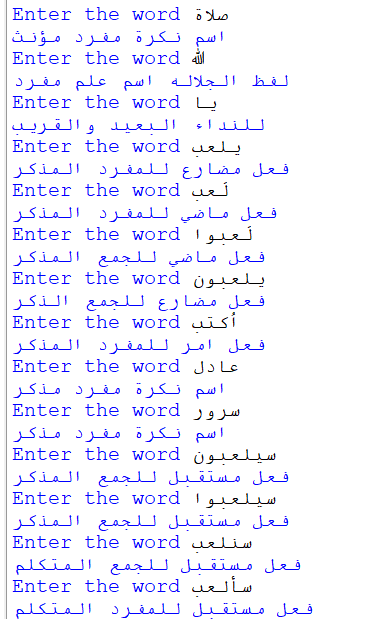 Enter the word صلاة
اسم نكرة مفرد مؤنث
Enter the word الله
لفظ الجلاله اسم علم مفرد
Enter the word يا
للنداء البعيد والقريب
Enter the word يلعب
فعل مضارع للمفرد المذكر
Enter the word لَعب
فعل ماضي للمفرد المذكر
Enter the word لَعبوا
فعل ماضي للجمع المذكر
Enter the word يلعبون
فعل مضارع للجمع الذكر
Enter the word أكتب
فعل امر للمفرد المذكر
Enter the word عادل
اسم نكرة مفرد مذكر
Enter the word سرور
اسم نكرة مفرد مذكر
Enter the word سيلعبون
فعل مستقبل للجمع المذكر
Enter the word سيلعبوا
فعل مستقبل للجمع المذكر
Enter the word سنلعب
فعل مستقبل للجمع المتكلم
Enter the word سألعب
فعل مستقبل للمفرد المتكلم